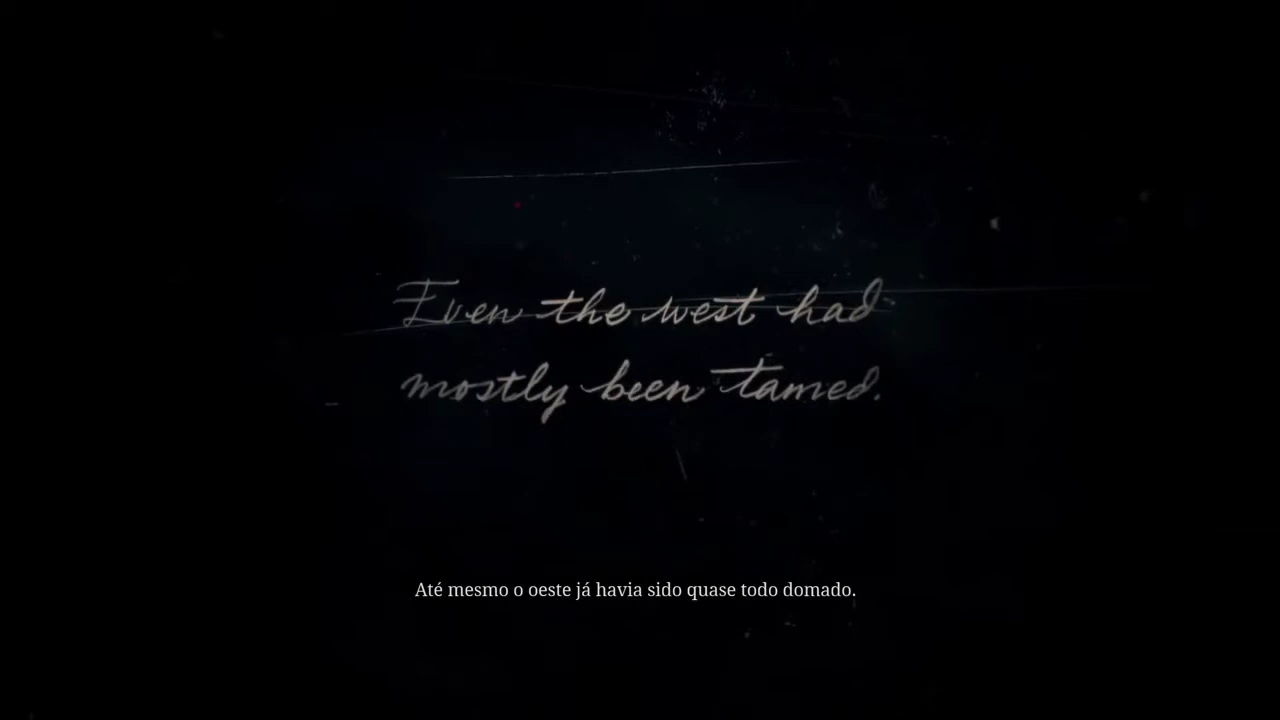 Even the west had
mostly been tamed.
Até mesmo o oeste já havia sido quase todo domado.